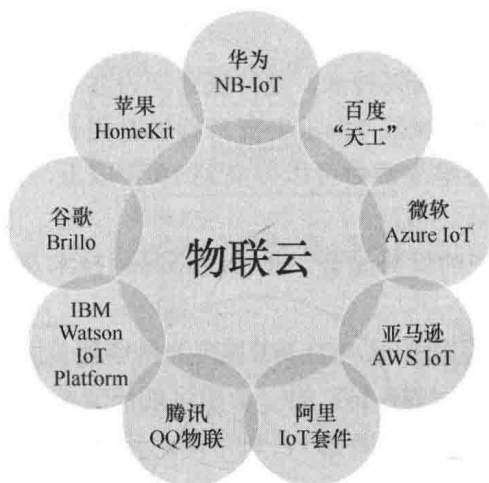 华为
NB-IoT
百度
“天工”
微软
Azure IoT
亚马逊
AWS IoT
阿里
IoT套件
腾讯
QQ物联
IBM
Watson
IoT
Platform
谷歌
Brillo
苹果
HomeKit
物联云